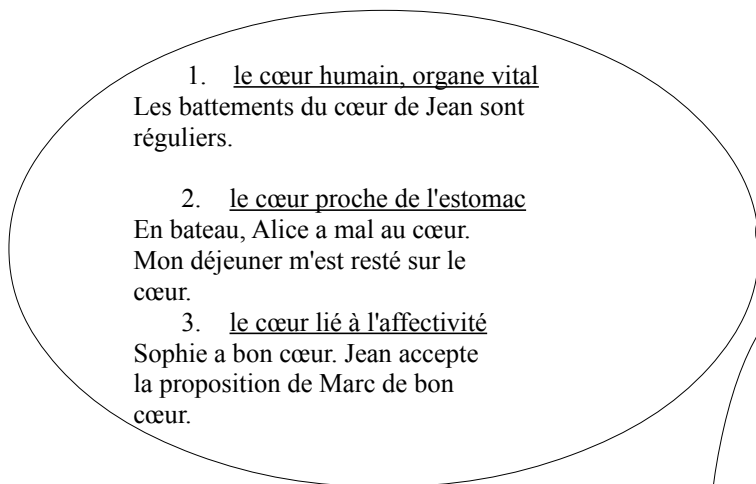 1. le cœur humain, organe vital
Les battements du cœur de Jean sont
réguliers.
2. le cœur proche de l'estomac
En bateau, Alice a mal au cœur.
Mon déjeuner m'est resté sur le
cœur.
3. le cœur lié à l'affectivité
Sophie a bon cœur. Jean accepte
la proposition de Marc de bon
cœur.